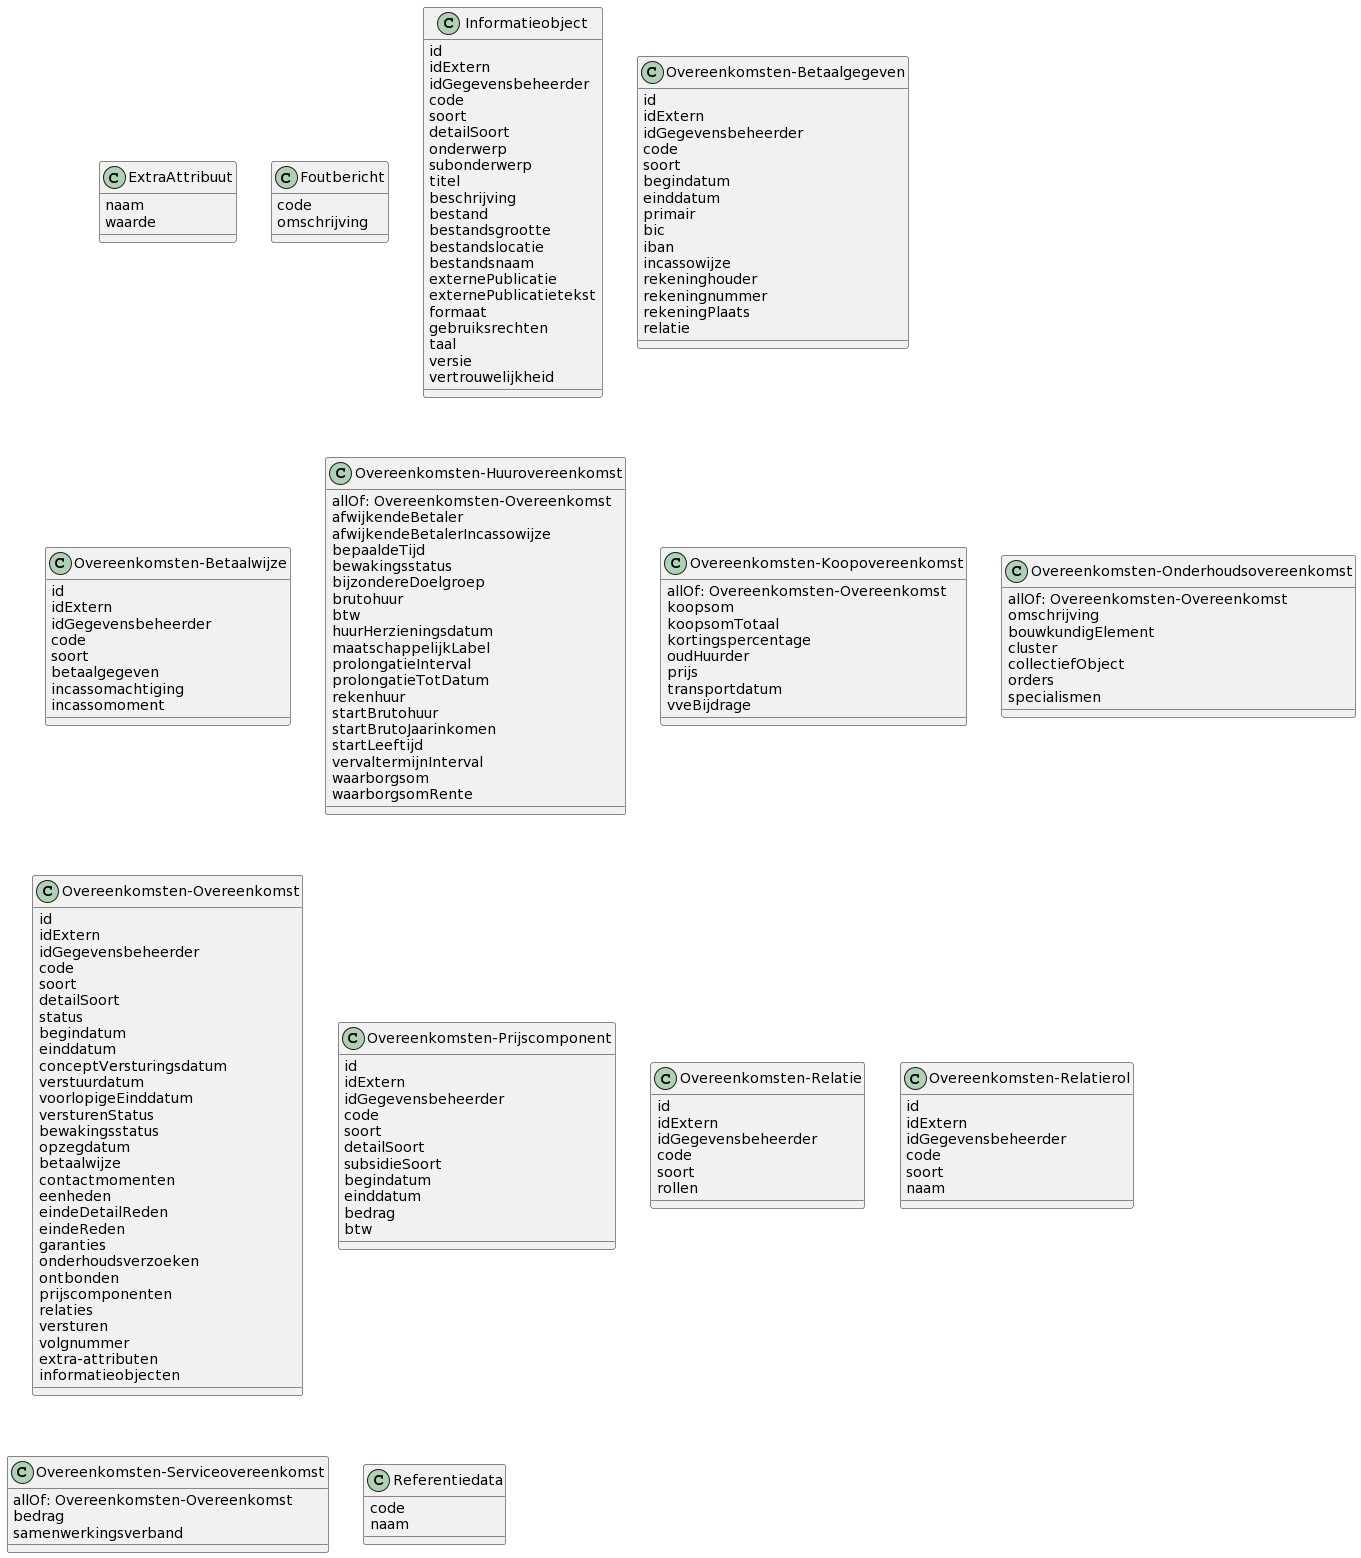 C ExtraAttribuut
naam
waarde
C Foutbericht
code
omschrijving
C Informatieobject
id
idExtern
idGegevensbeheerder
code
soort
detailSoort
onderwerp
subonderwerp
titel
beschrijving
bestand
bestandsgrootte
bestandslocatie
bestandsnaam
externePublicatie
externePublicatietekst
formaat
gebruiksrechten
taal
versie
vertrouwelijkheid
C Overeenkomsten-Betaalgegeven
id
idExtern
idGegevensbeheerder
code
soort
begindatum
einddatum
primair
bic
iban
incassowijze
rekeninghouder
rekeningnummer
rekeningPlaats
relatie
C Overeenkomsten-Betaalwijze
id
idExtern
idGegevensbeheerder
code
soort
betaalgegeven
incassomachtiging
incassomoment
C Overeenkomsten-Huurovereenkomst
allOf: Overeenkomsten-Overeenkomst
afwijkendeBetaler
afwijkendeBetalerIncassowijze
bepaaldeTijd
bewakingsstatus
bijzondereDoelgroep
brutohuur
btw
huurHerzieningsdatum
maatschappelijkLabel
prolongatieInterval
prolongatieTotDatum
rekenhuur
startBrutohuur
startBrutoJaarinkomen
startLeeftijd
vervaltermijnInterval
waarborgsom
waarborgsomRente
C Overeenkomsten-Koopovereenkomst
allOf: Overeenkomsten-Overeenkomst
koopsom
koopsomTotaal
kortingspercentage
oudHuurder
prijs
transportdatum
vveBijdrage
C Overeenkomsten-Onderhoudsovereenkomst
allOf: Overeenkomsten-Overeenkomst
omschrijving
bouwkundigElement
cluster
collectiefObject
orders
specialismen
C Overeenkomsten-Overeenkomst
id
idExtern
idGegevensbeheerder
code
soort
detailSoort
status
begindatum
einddatum
conceptVersturingsdatum
verstuurdatum
voorlopigeEinddatum
versturenStatus
bewakingsstatus
opzegdatum
betaalwijze
contactmomenten
eenheden
eindeDetailReden
eindeReden
garanties
onderhoudsverzoeken
ontbonden
prijscomponenten
relaties
versturen
volgnummer
extra-attributen
informatieobjecten
C Overeenkomsten-Prijscomponent
id
idExtern
idGegevensbeheerder
code
soort
detailSoort
subsidieSoort
begindatum
einddatum
bedrag
btw
C Overeenkomsten-Relatie
id
idExtern
idGegevensbeheerder
code
soort
rollen
C Overeenkomsten-Relatierol
id
idExtern
idGegevensbeheerder
code
soort
naam
C Overeenkomsten-Serviceovereenkomst
allOf: Overeenkomsten-Overeenkomst
bedrag
samenwerkingsverband
C Referentiedata
code
naam